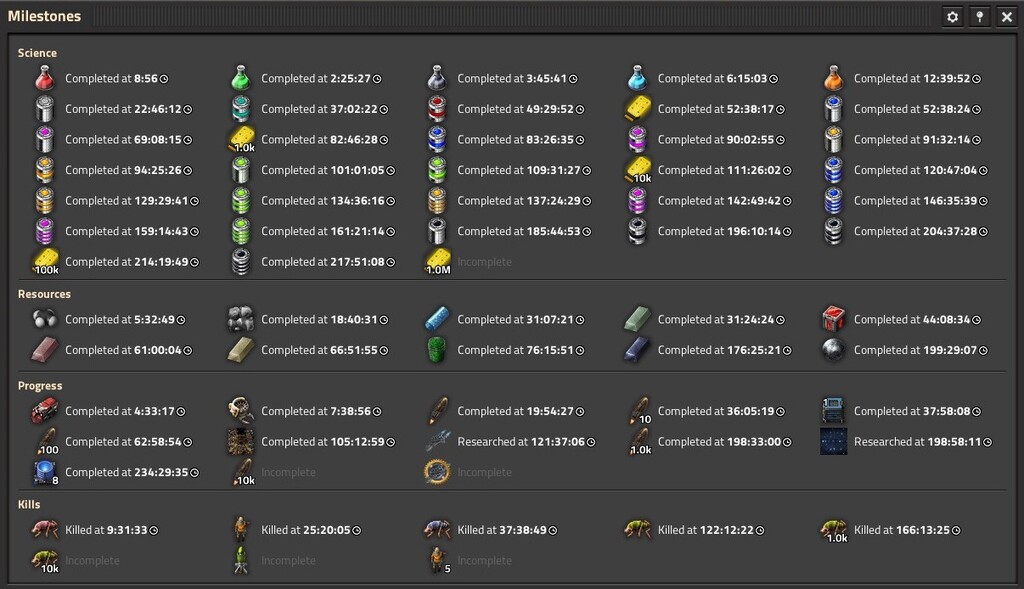 Milestones
Science
Completed at 8:56 Completed at 2:25:27 Completed at 3:45:41 Completed at 6:15:03 Completed at 12:39:52
Completed at 22:46:12 Completed at 37:02:22 Completed at 49:29:52 Completed at 52:38:17 Completed at 52:38:24
Completed at 69:08:15 1.0k Completed at 82:46:28 Completed at 83:26:35 Completed at 90:02:55 Completed at 91:32:14
Completed at 94:25:26 Completed at 101:01:05 Completed at 109:31:27 10k Completed at 111:26:02 Completed at 120:47:04
Completed at 129:29:41 Completed at 134:36:16 Completed at 137:24:29 Completed at 142:49:42 Completed at 146:35:39
Completed at 159:14:43 Completed at 161:21:14 Completed at 185:44:53 Completed at 196:10:14 Completed at 204:37:28
100k Completed at 214:19:49 Completed at 217:51:08 1.0M Incomplete
Resources
Completed at 5:32:49 Completed at 18:40:31 Completed at 31:07:21 Completed at 31:24:24 Completed at 44:08:34
Completed at 61:00:04 Completed at 66:51:55 Completed at 76:15:51 Completed at 176:25:21 Completed at 199:29:07
Progress
Completed at 4:33:17 Completed at 7:38:56 Completed at 19:54:27 10 Completed at 36:05:19 1 Completed at 37:58:08
100 Completed at 62:58:54 Completed at 105:12:59 Researched at 121:37:06 1.0k Completed at 198:33:00 Researched at 198:58:11
8 Completed at 234:29:35 10k Incomplete Incomplete
Kills
Killed at 9:31:33 Killed at 25:20:05 Killed at 37:38:49 Killed at 122:12:22 1.0k Killed at 166:13:25
10k Incomplete Incomplete 5 Incomplete